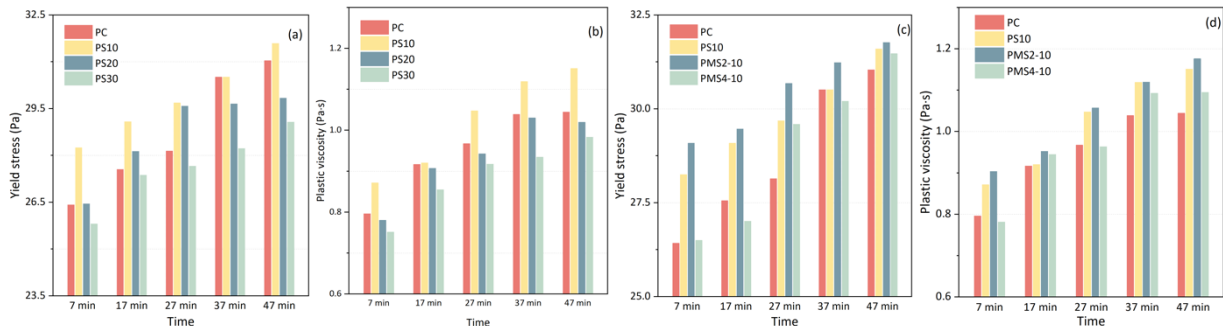 (a)
PC
PS10
PS20
PS30
Yield stress (Pa)
32.5
29.5
26.5
23.5
7 min 17 min 27 min 37 min 47 min
Time
(b)
PC
PS10
PS20
PS30
Plastic viscosity (Pa·s)
1.2
1.0
0.8
0.6
7 min 17 min 27 min 37 min 47 min
Time
(c)
PC
PS10
PMS2-10
PMS4-10
Yield stress (Pa)
32.5
30.0
27.5
25.0
7 min 17 min 27 min 37 min 47 min
Time
(d)
PC
PS10
PMS2-10
PMS4-10
Plastic viscosity (Pa·s)
1.2
1.0
0.8
0.6
7 min 17 min 27 min 37 min 47 min
Time